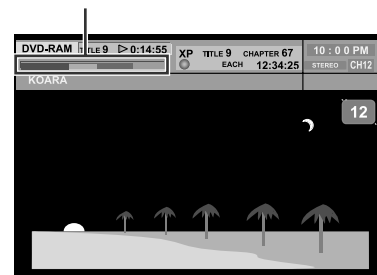 DVD-RAM TITLE 9 0:14:55
XP TITLE 9 CHAPTER 67
EACH 12:34:25
10 : 0 0 PM
STEREO CH12
KOARA
12